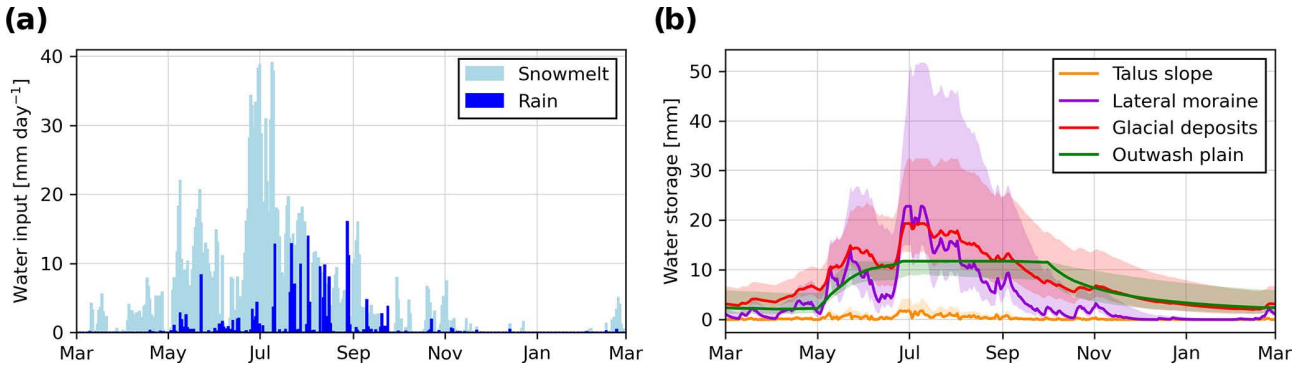 (a)
Water input [mm day⁻¹]
40
30
20
10
0
Snowmelt
Rain
Mar May Jul Sep Nov Jan Mar
(b)
Water storage [mm]
50
40
30
20
10
0
Talus slope
Lateral moraine
Glacial deposits
Outwash plain
Mar May Jul Sep Nov Jan Mar